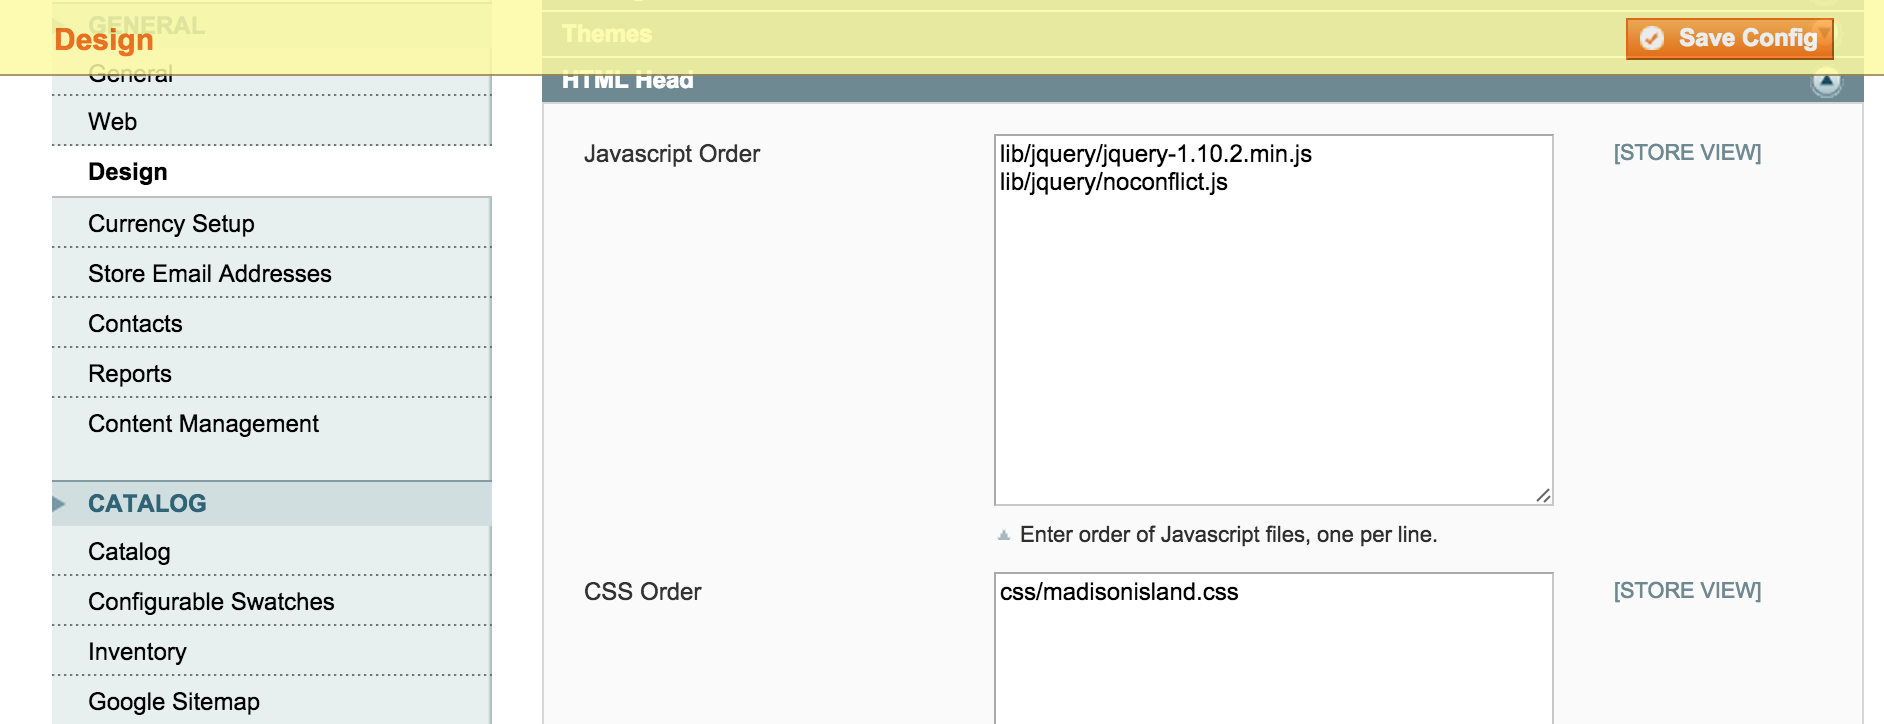 GENERAL
Design
General
Web
Design
Currency Setup
Store Email Addresses
Contacts
Reports
Content Management
CATALOG
Catalog
Configurable Swatches
Inventory
Google Sitemap
Themes
Save Config
HTML Head
Javascript Order
lib/jquery/jquery-1.10.2.min.js
lib/jquery/noconflict.js
[STORE VIEW]
Enter order of Javascript files, one per line.
CSS Order
css/madisonisland.css
[STORE VIEW]